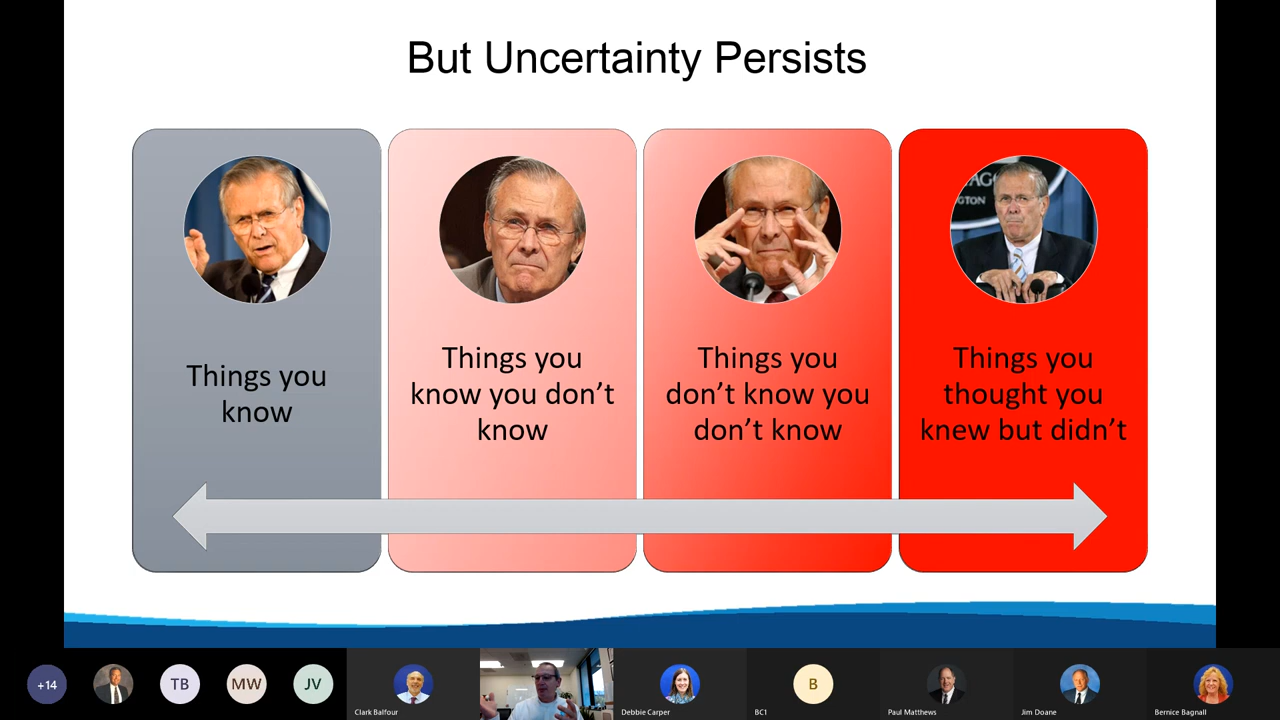 But Uncertainty Persists
AGO
GTON
Things you
know
Things you
know you don't
know
Things you
don't know you
don't know
Things you
thought you
knew but didn't
+14
TB
MW
JV
Clark Balfour
Debbie Carper
B
BC1
Paul Matthews
Jim Doane
Bernice Bagnall